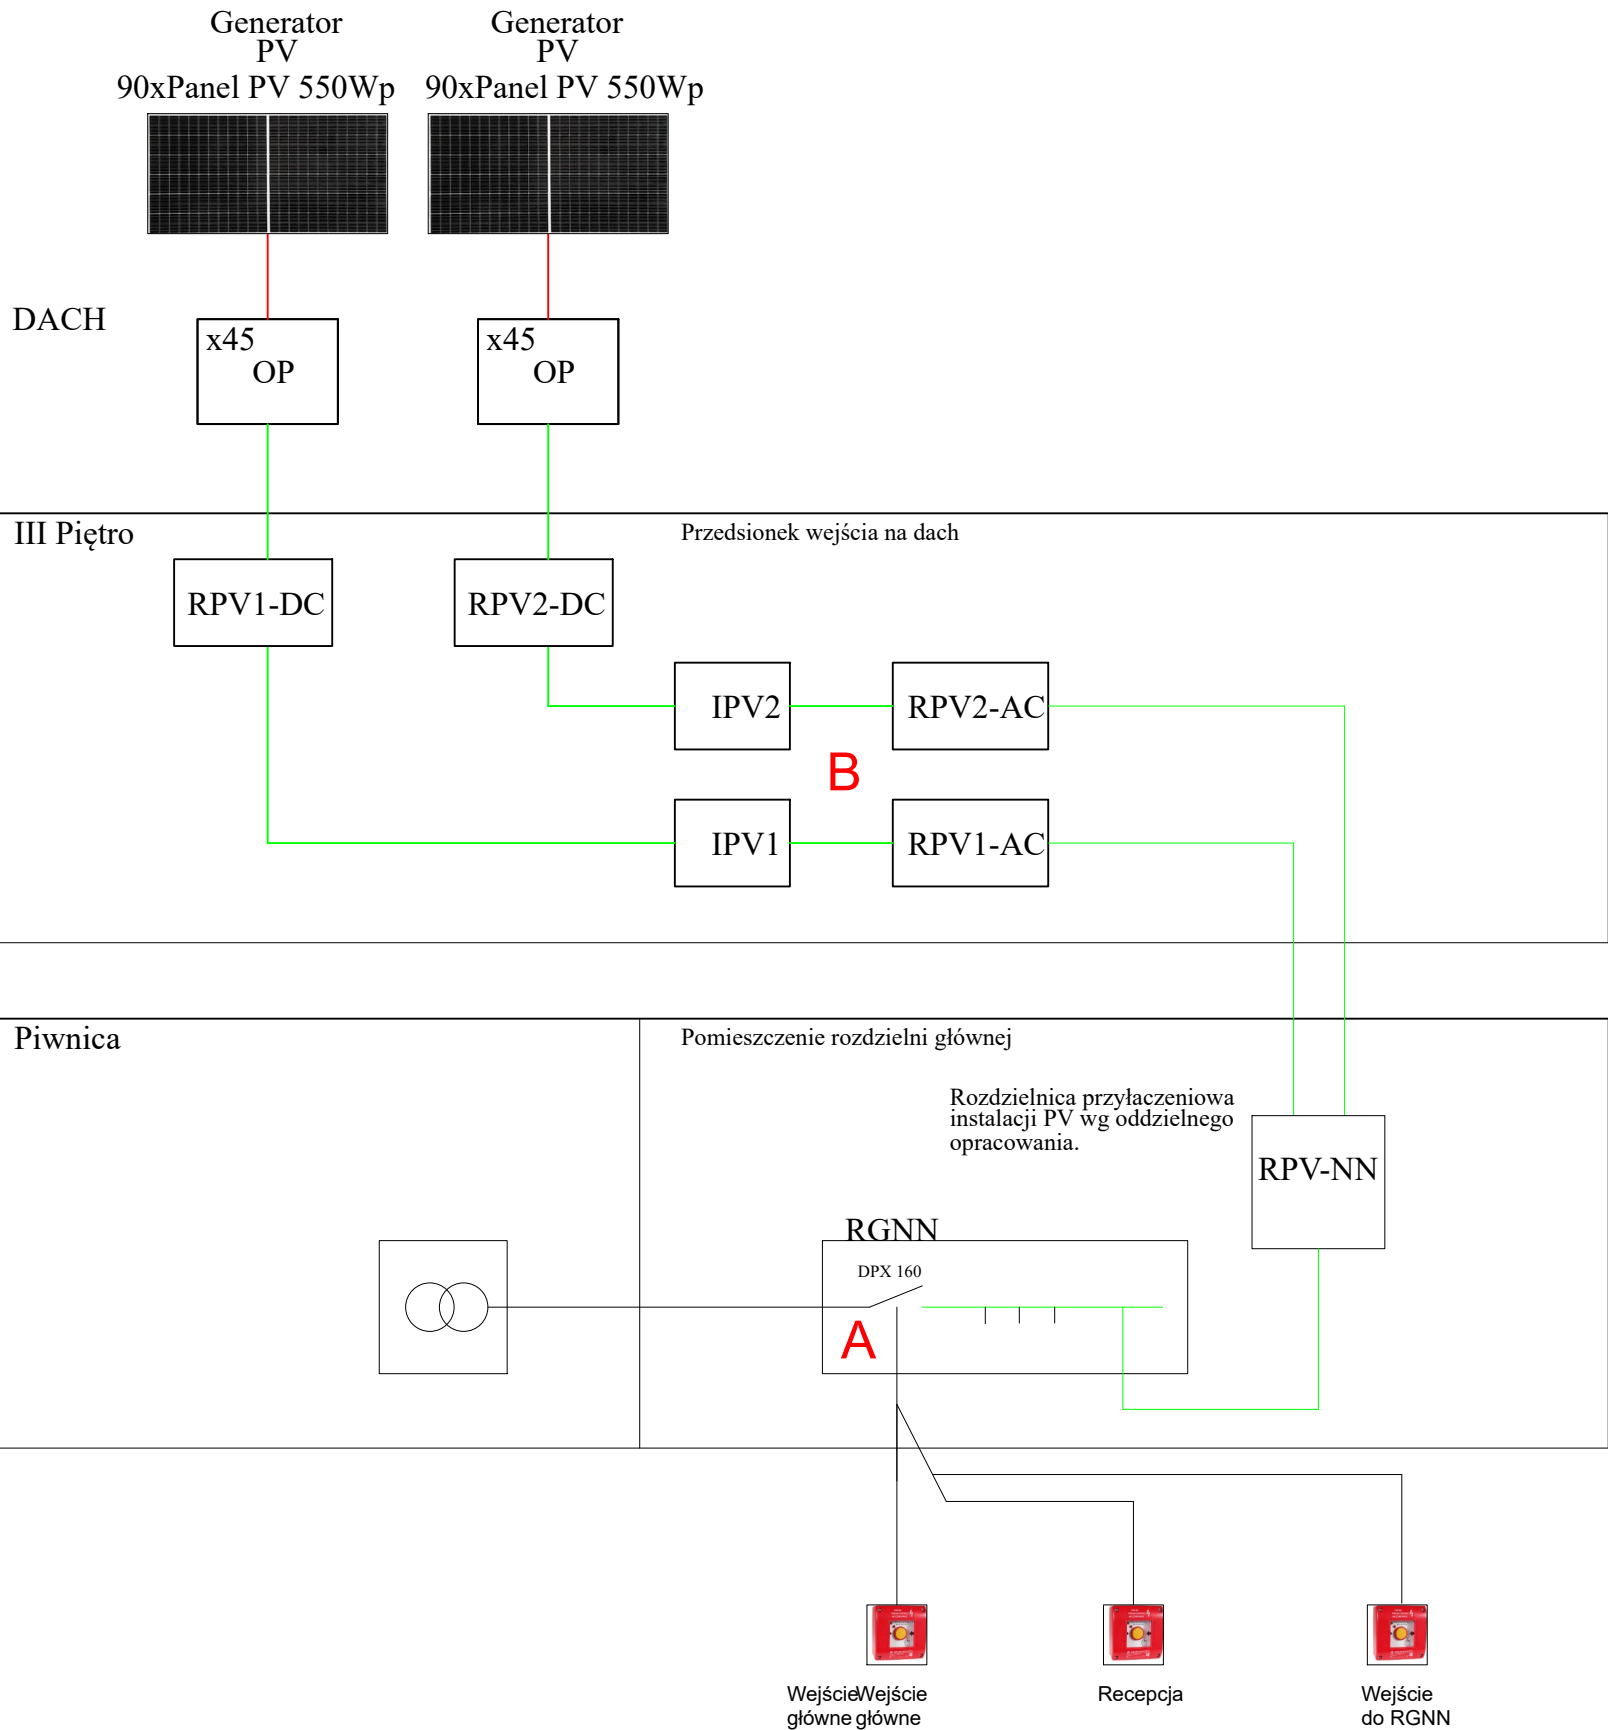 Generator
PV
90xPanel PV 550Wp
Generator
PV
90xPanel PV 550Wp
DACH
x45
OP
x45
OP
III Piętro
Przedsionek wejścia na dach
RPV1-DC
RPV2-DC
IPV2
RPV2-AC
B
IPV1
RPV1-AC
Piwnica
Pomieszczenie rozdzielni głównej
Rozdzielnica przyłaczeniowa
instalacji PV wg oddzielnego
opracowania.
RPV-NN
RGNN
DPX 160
A
Wejście
główne
Wejście
główne
Recepcja
Wejście
do RGNN